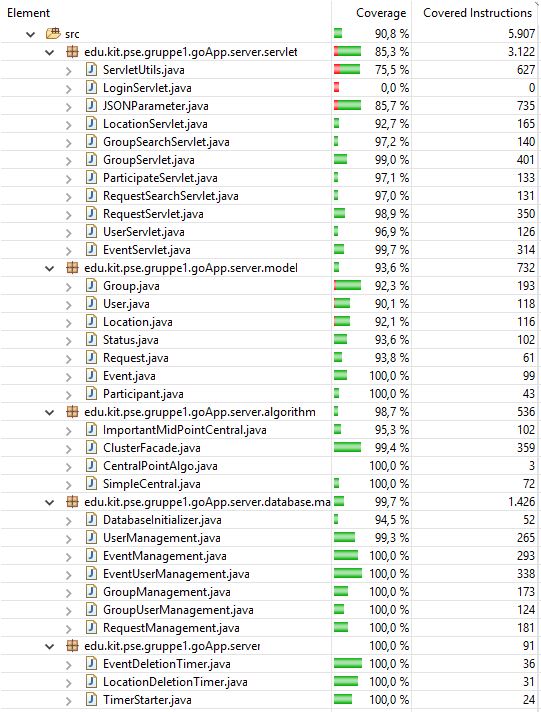 Element Coverage Covered Instructions
src 90,8 % 5.907
edu.kit.pse.gruppe1.goApp.server.servlet 85,3 % 3.122
ServletUtils.java 75,5 % 627
LoginServlet.java 0,0 % 0
JSONParameter.java 85,7 % 735
LocationServlet.java 92,7 % 165
GroupSearchServlet.java 97,2 % 140
GroupServlet.java 99,0 % 401
ParticipateServlet.java 97,1 % 133
RequestSearchServlet.java 97,0 % 131
RequestServlet.java 98,9 % 350
UserServlet.java 96,9 % 126
EventServlet.java 99,7 % 314
edu.kit.pse.gruppe1.goApp.server.model 93,6 % 732
Group.java 92,3 % 193
User.java 90,1 % 118
Location.java 92,1 % 116
Status.java 93,6 % 102
Request.java 93,8 % 61
Event.java 100,0 % 99
Participant.java 100,0 % 43
edu.kit.pse.gruppe1.goApp.server.algorithm 98,7 % 536
ImportantMidPointCentral.java 95,3 % 102
ClusterFacade.java 99,4 % 359
CentralPointAlgo.java 100,0 % 3
SimpleCentral.java 100,0 % 72
edu.kit.pse.gruppe1.goApp.server.database.ma 99,7 % 1.426
DatabaseInitializer.java 94,5 % 52
UserManagement.java 99,3 % 265
EventManagement.java 100,0 % 293
EventUserManagement.java 100,0 % 338
GroupManagement.java 100,0 % 173
GroupUserManagement.java 100,0 % 124
RequestManagement.java 100,0 % 181
edu.kit.pse.gruppe1.goApp.server 100,0 % 91
EventDeletionTimer.java 100,0 % 36
LocationDeletionTimer.java 100,0 % 31
TimerStarter.java 100,0 % 24